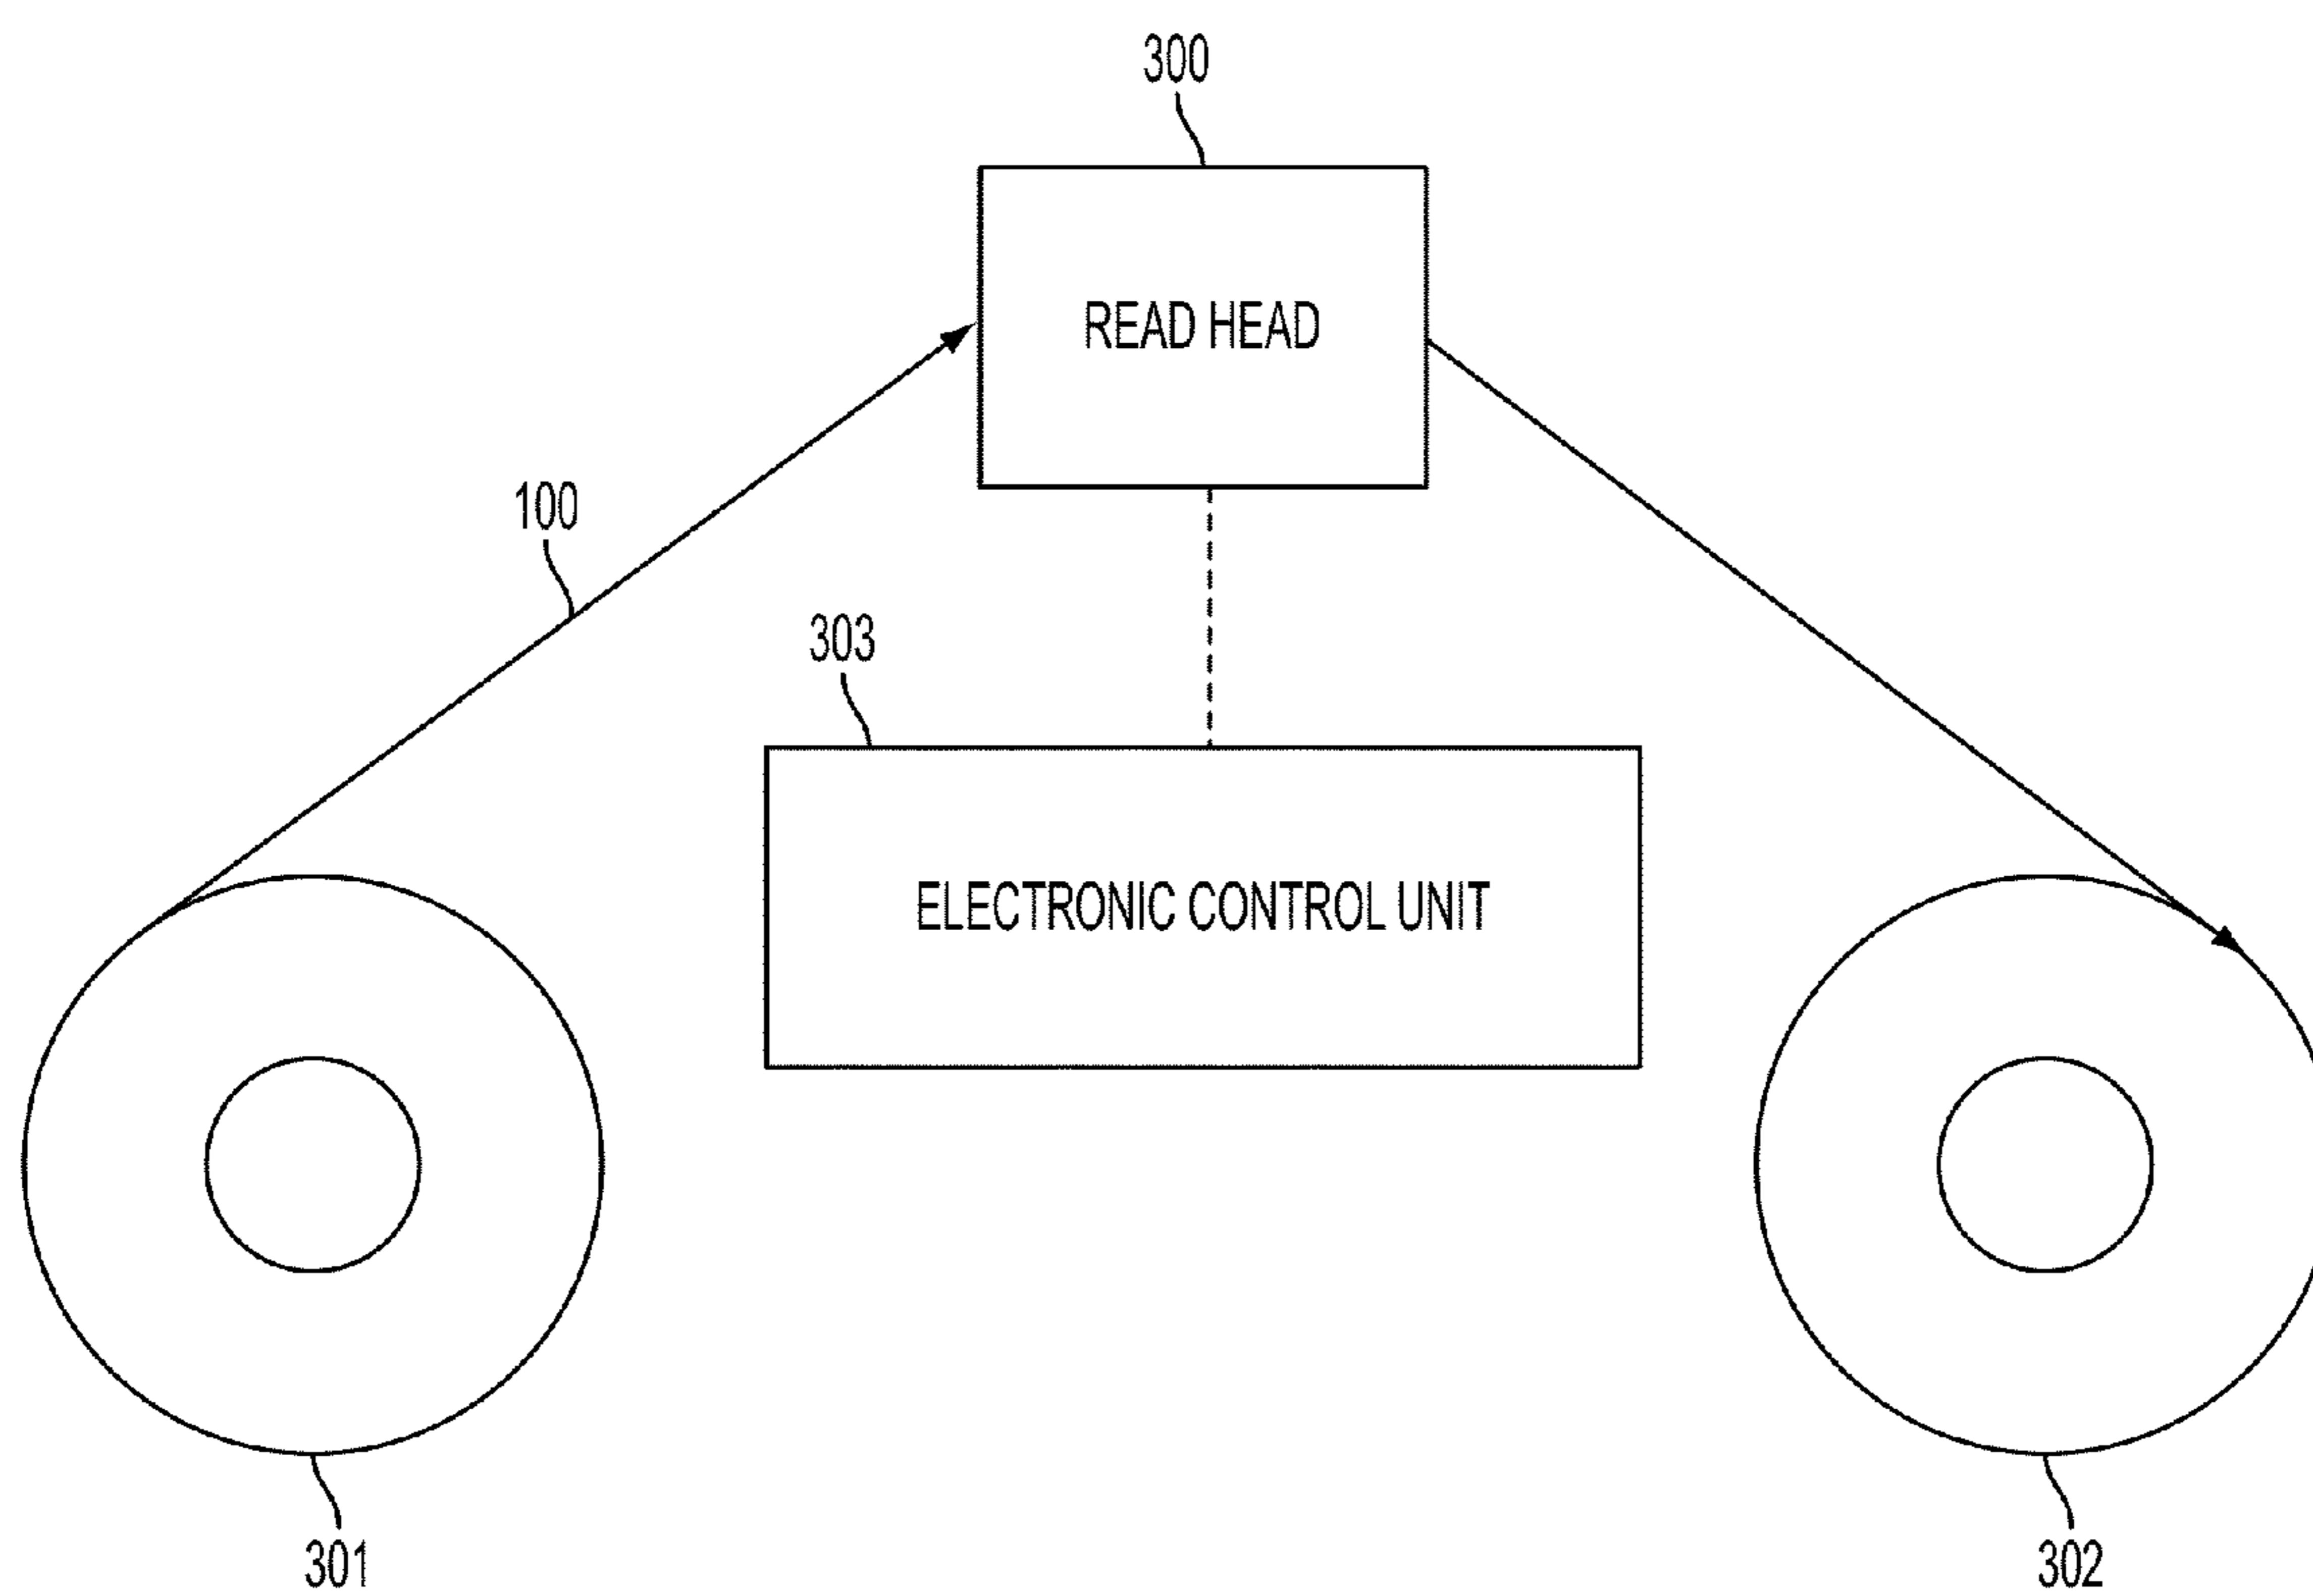 300
READ HEAD
100
303
ELECTRONIC CONTROL UNIT
301
302